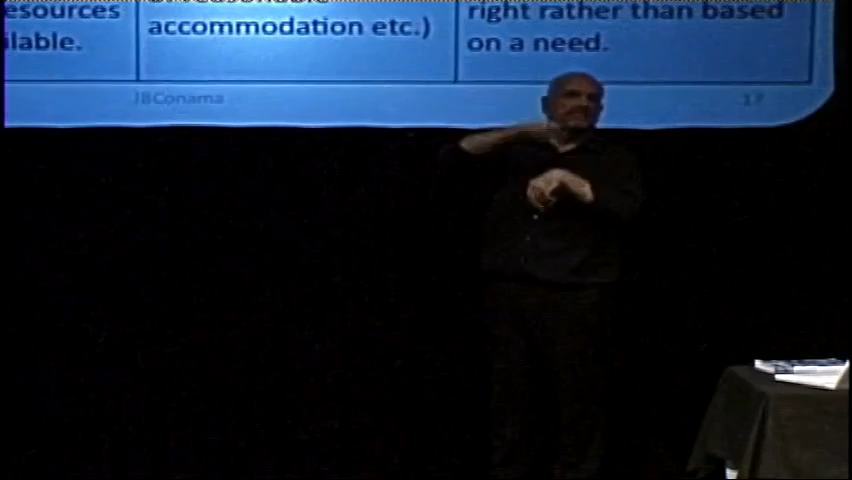 esources
ilable.
accommodation etc.)
right rather than based
on a need.
JBConama
17